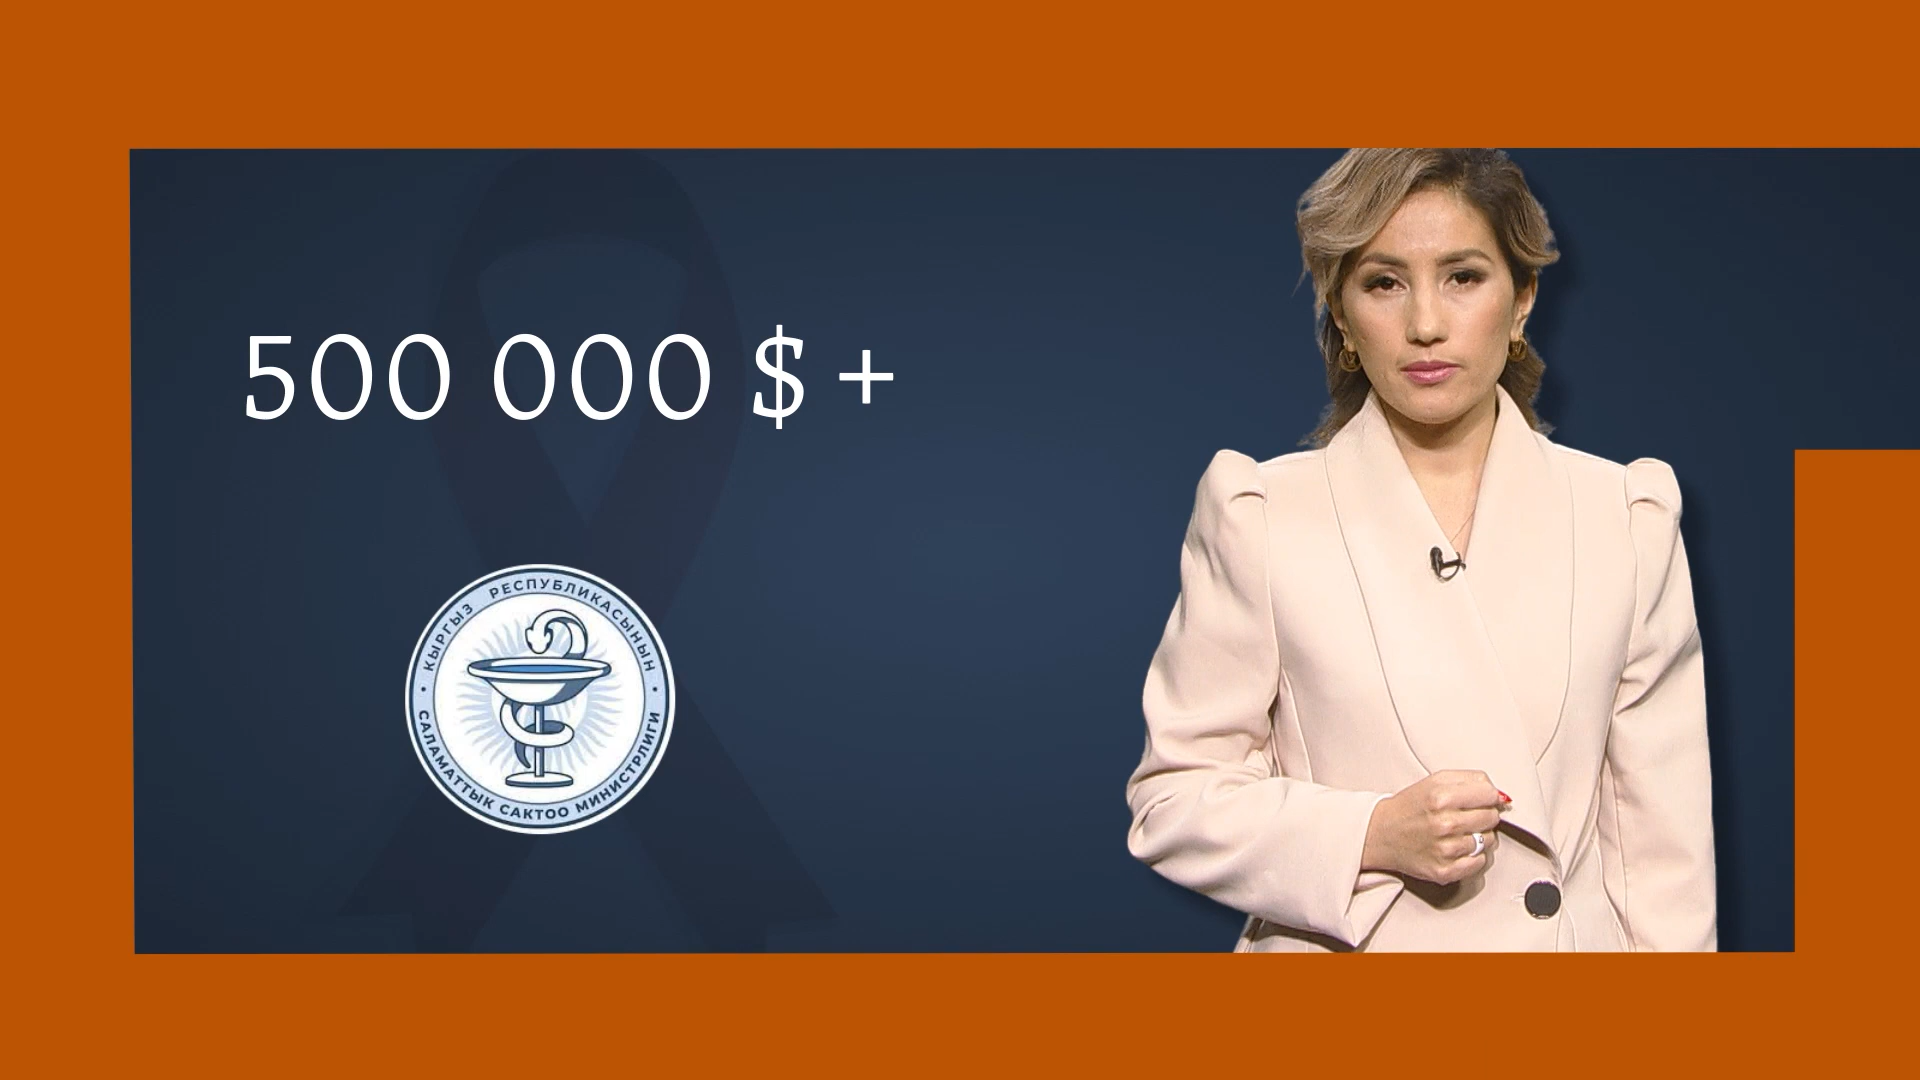 500 000 $ +
КЫРГЫЗ РЕСПУБЛИКАСЫНЫН
САЛАМАТТЫК САКТОО МИНИСТРЛИГИ